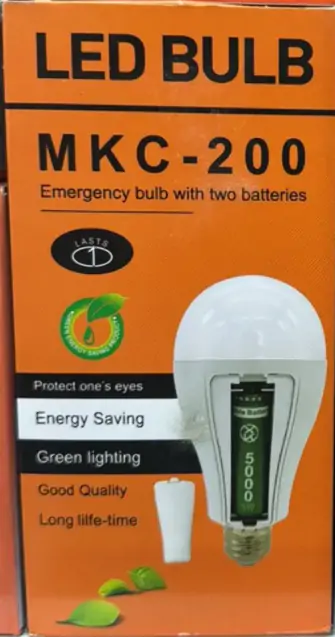 LED BULB
MKC-200
Emergency bulb with two batteries
LASTS
1
Protect one's eyes
Energy Saving
Green lighting
Good Quality
Long lilfe-time
5000